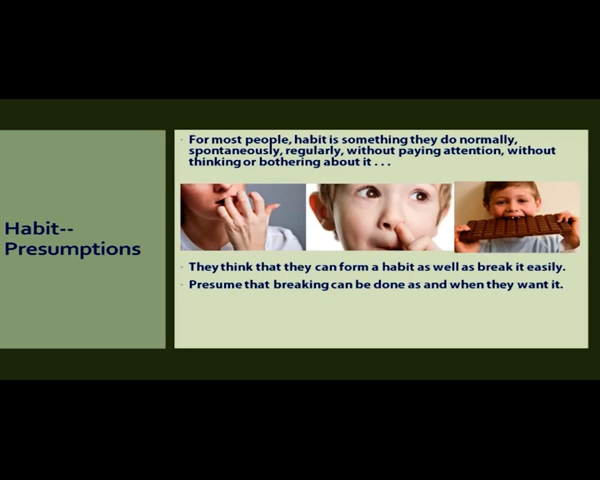 Habit--
Presumptions
For most people, habit is something they do normally,
spontaneously, regularly, without paying attention, without
thinking or bothering about it . . .
They think that they can form a habit as well as break it easily.
Presume that breaking can be done as and when they want it.